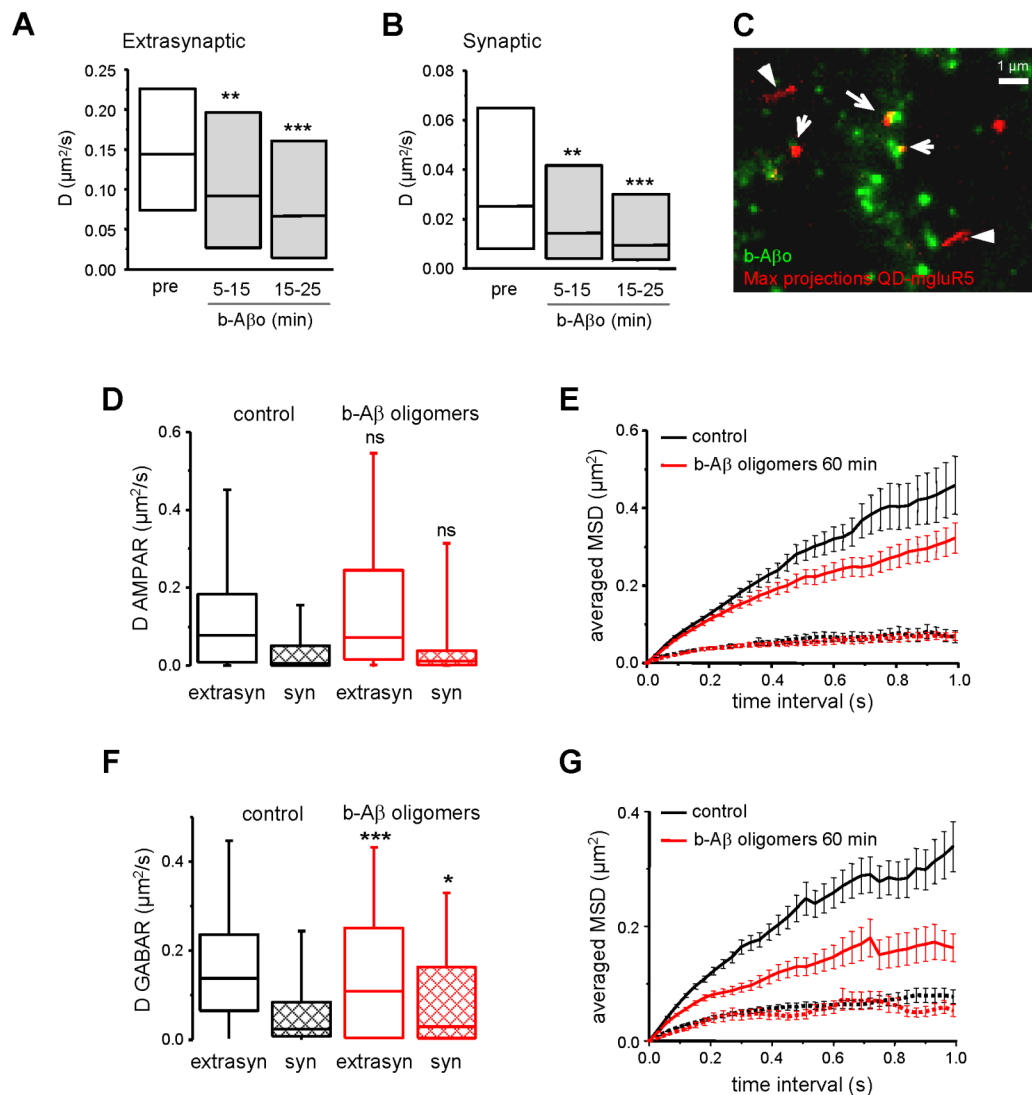 A
Extrasynaptic
D (µm²/s)
0.25
0.20
0.15
0.10
0.05
0.00
**
***
pre
5-15
15-25
b-Aβo (min)
B
Synaptic
D (µm²/s)
0.08
0.06
0.04
0.02
0.00
**
***
pre
5-15
15-25
b-Aβo (min)
C
1 µm
b-Aβo
Max projections QD-mgluR5
D
control
b-Aβ oligomers
D AMPAR (µm²/s)
0.6
0.4
0.2
0.0
ns
ns
extrasyn
syn
extrasyn
syn
E
control
b-Aβ oligomers 60 min
averaged MSD (µm²)
0.6
0.4
0.2
0.0
0.0
0.2
0.4
0.6
0.8
1.0
time interval (s)
F
control
b-Aβ oligomers
D GABAR (µm²/s)
0.4
0.2
0.0
***
*
extrasyn
syn
extrasyn
syn
G
control
b-Aβ oligomers 60 min
averaged MSD (µm²)
0.4
0.2
0.0
0.0
0.2
0.4
0.6
0.8
1.0
time interval (s)